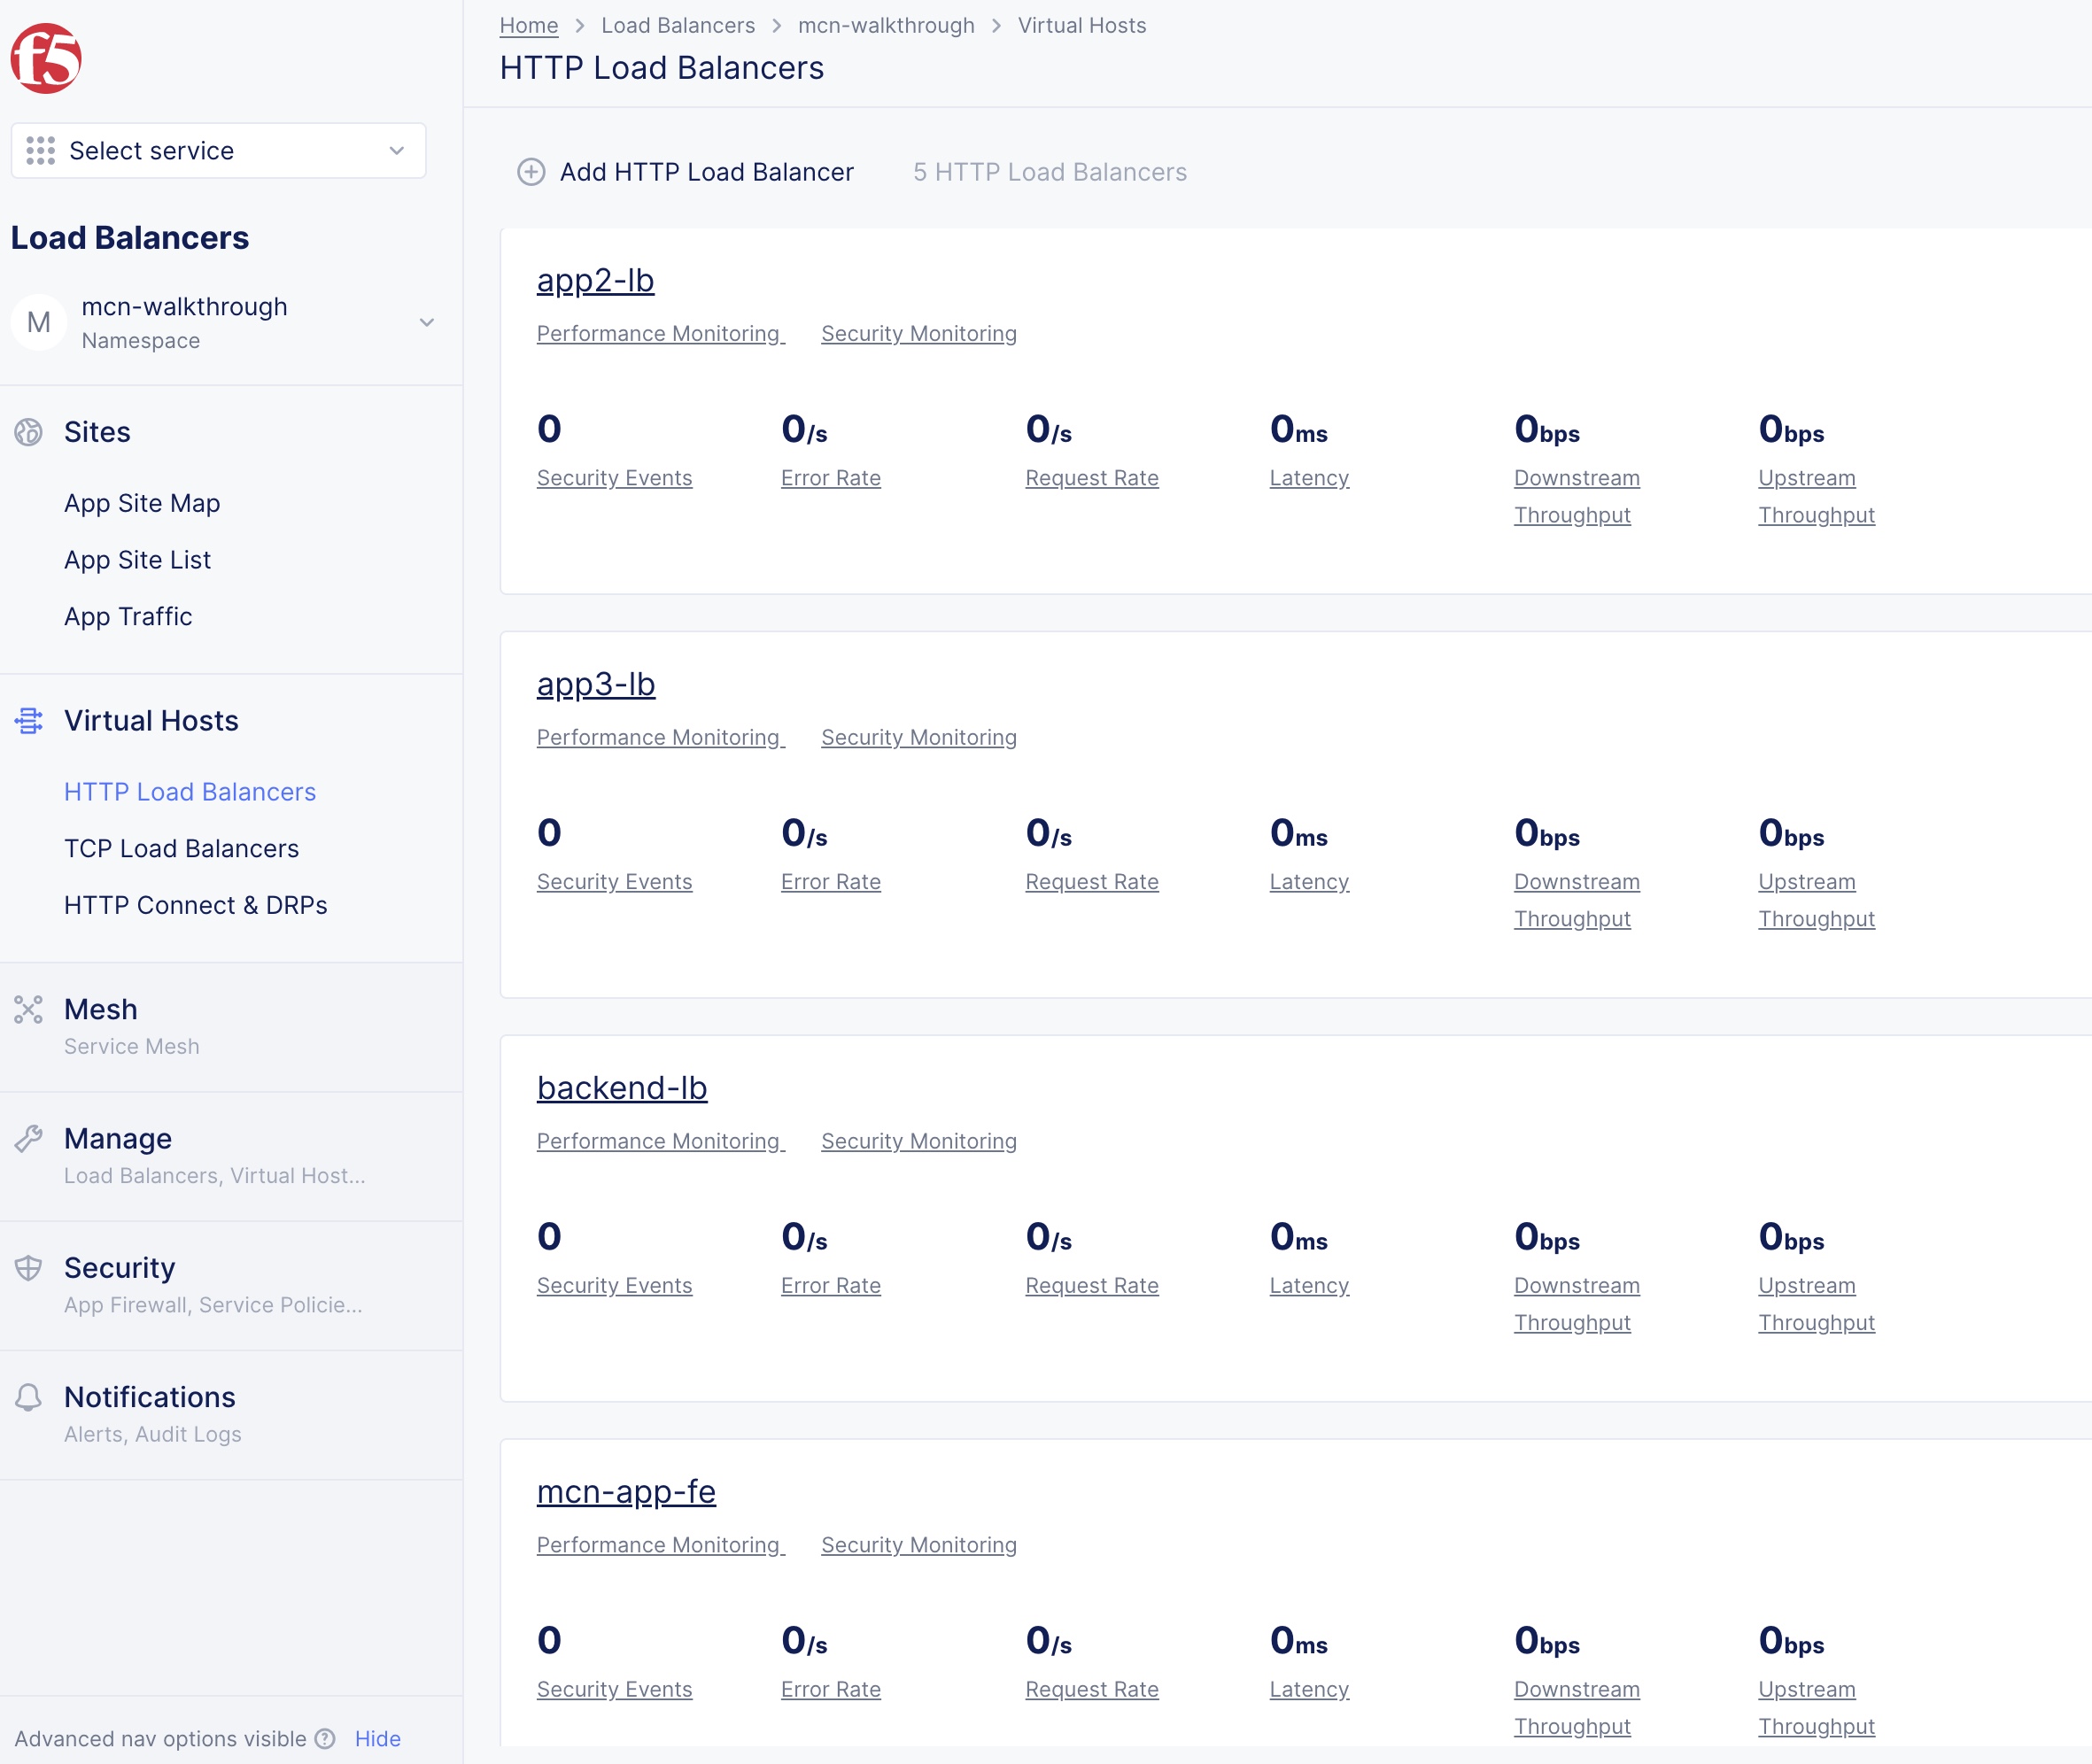 f5
Select service
Load Balancers
M
mcn-walkthrough
Namespace
Sites
App Site Map
App Site List
App Traffic
Virtual Hosts
HTTP Load Balancers
TCP Load Balancers
HTTP Connect & DRPs
Mesh
Service Mesh
Manage
Load Balancers, Virtual Host...
Security
App Firewall, Service Policie...
Notifications
Alerts, Audit Logs
Advanced nav options visible ? Hide
Home > Load Balancers > mcn-walkthrough > Virtual Hosts
HTTP Load Balancers
Add HTTP Load Balancer 5 HTTP Load Balancers
app2-lb
Performance Monitoring Security Monitoring
0 0/s 0/s 0ms 0bps 0bps
Security Events Error Rate Request Rate Latency Downstream Upstream
Throughput Throughput
app3-lb
Performance Monitoring Security Monitoring
0 0/s 0/s 0ms 0bps 0bps
Security Events Error Rate Request Rate Latency Downstream Upstream
Throughput Throughput
backend-lb
Performance Monitoring Security Monitoring
0 0/s 0/s 0ms 0bps 0bps
Security Events Error Rate Request Rate Latency Downstream Upstream
Throughput Throughput
mcn-app-fe
Performance Monitoring Security Monitoring
0 0/s 0/s 0ms 0bps 0bps
Security Events Error Rate Request Rate Latency Downstream Upstream
Throughput Throughput